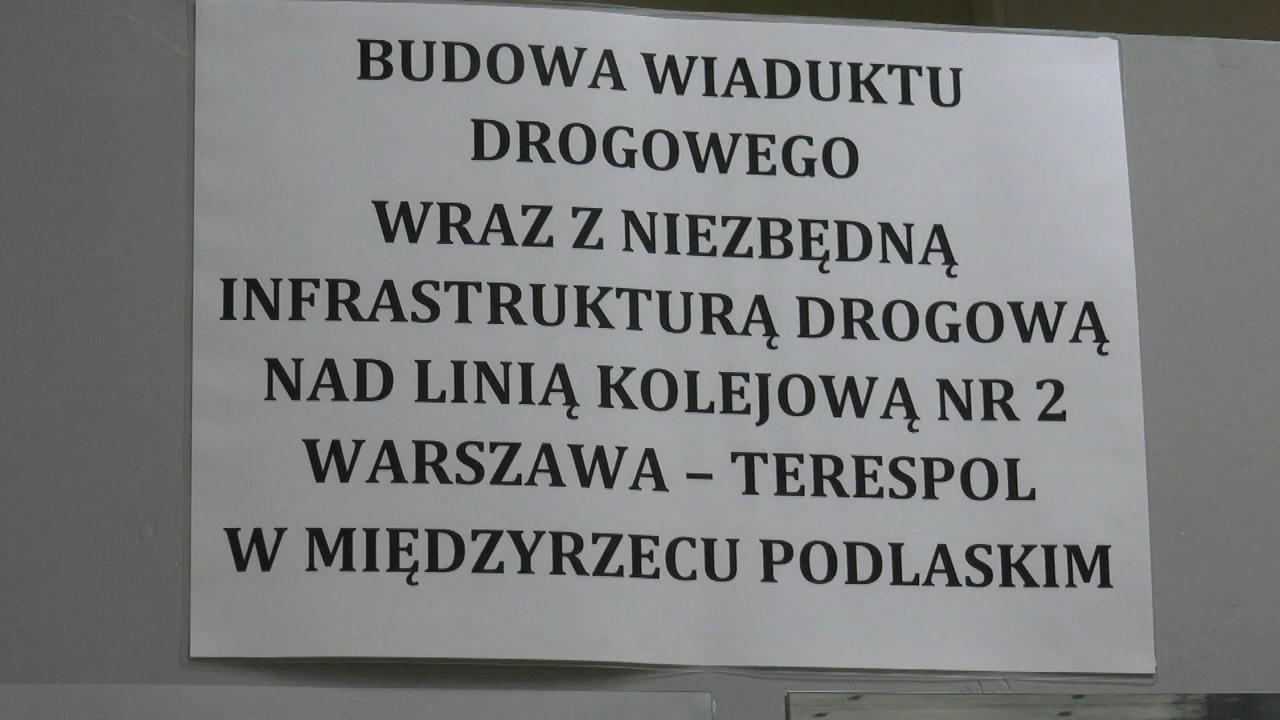 BUDOWA WIADUKTU
DROGOWEGO
WRAZ Z NIEZBĘDNĄ
INFRASTRUKTURĄ DROGOWĄ
NAD LINIĄ KOLEJOWĄ NR 2
WARSZAWA – TERESPOL
W MIĘDZYRZECU PODLASKIM